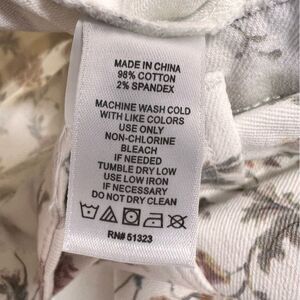 MADE IN CHINA
98% COTTON
2% SPANDEX
MACHINE WASH COLD
WITH LIKE COLORS
USE ONLY
NON-CHLORINE
BLEACH
IF NEEDED
TUMBLE DRY LOW
USE LOW IRON
IF NECESSARY
DO NOT DRY CLEAN
RN# 51323